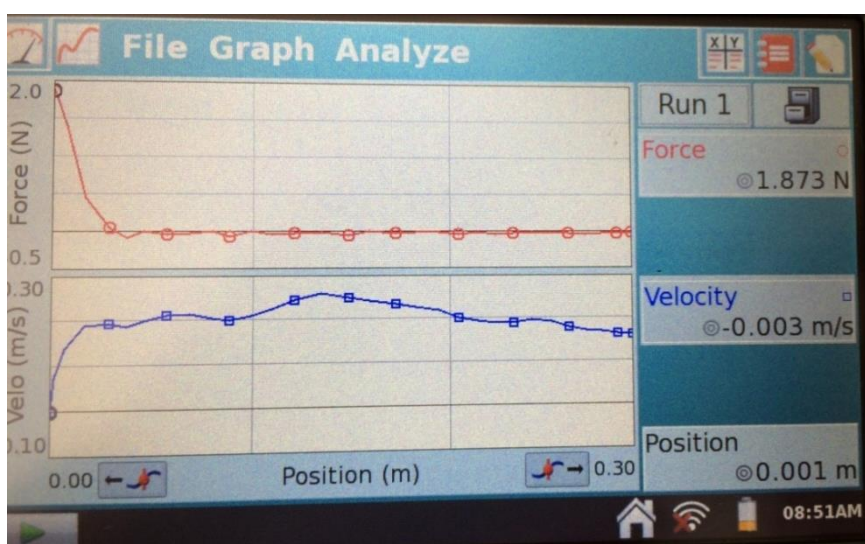 File Graph Analyze
X Y
Run 1
2.0
Force (N)
0.5
Force
1.873 N
.30
Velo (m/s)
.10
Velocity
-0.003 m/s
0.00
Position (m)
0.30
Position
0.001 m
08:51AM